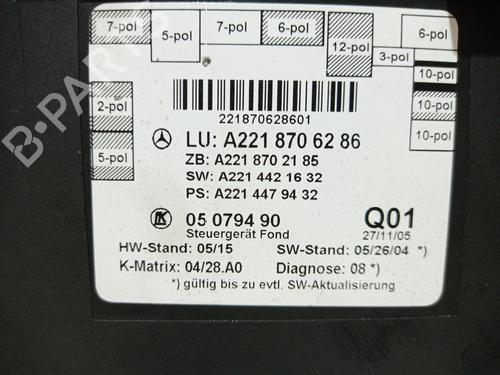 7-pol
5-pol
7-pol
6-pol
12-pol
3-pol
6-pol
10-pol
10-pol
10-pol
2-pol
5-pol
221870628601
LU: A221 870 62 86
ZB: A221 870 21 85
SW: A221 442 16 32
PS: A221 447 94 32
05 0794 90
Q01
Steuergerät Fond
27/11/05
HW-Stand: 05/15 SW-Stand: 05/26/04 *)
K-Matrix: 04/28.A0 Diagnose: 08 *)
*) gültig bis zu evtl. SW-Aktualisierung
B-PARTS